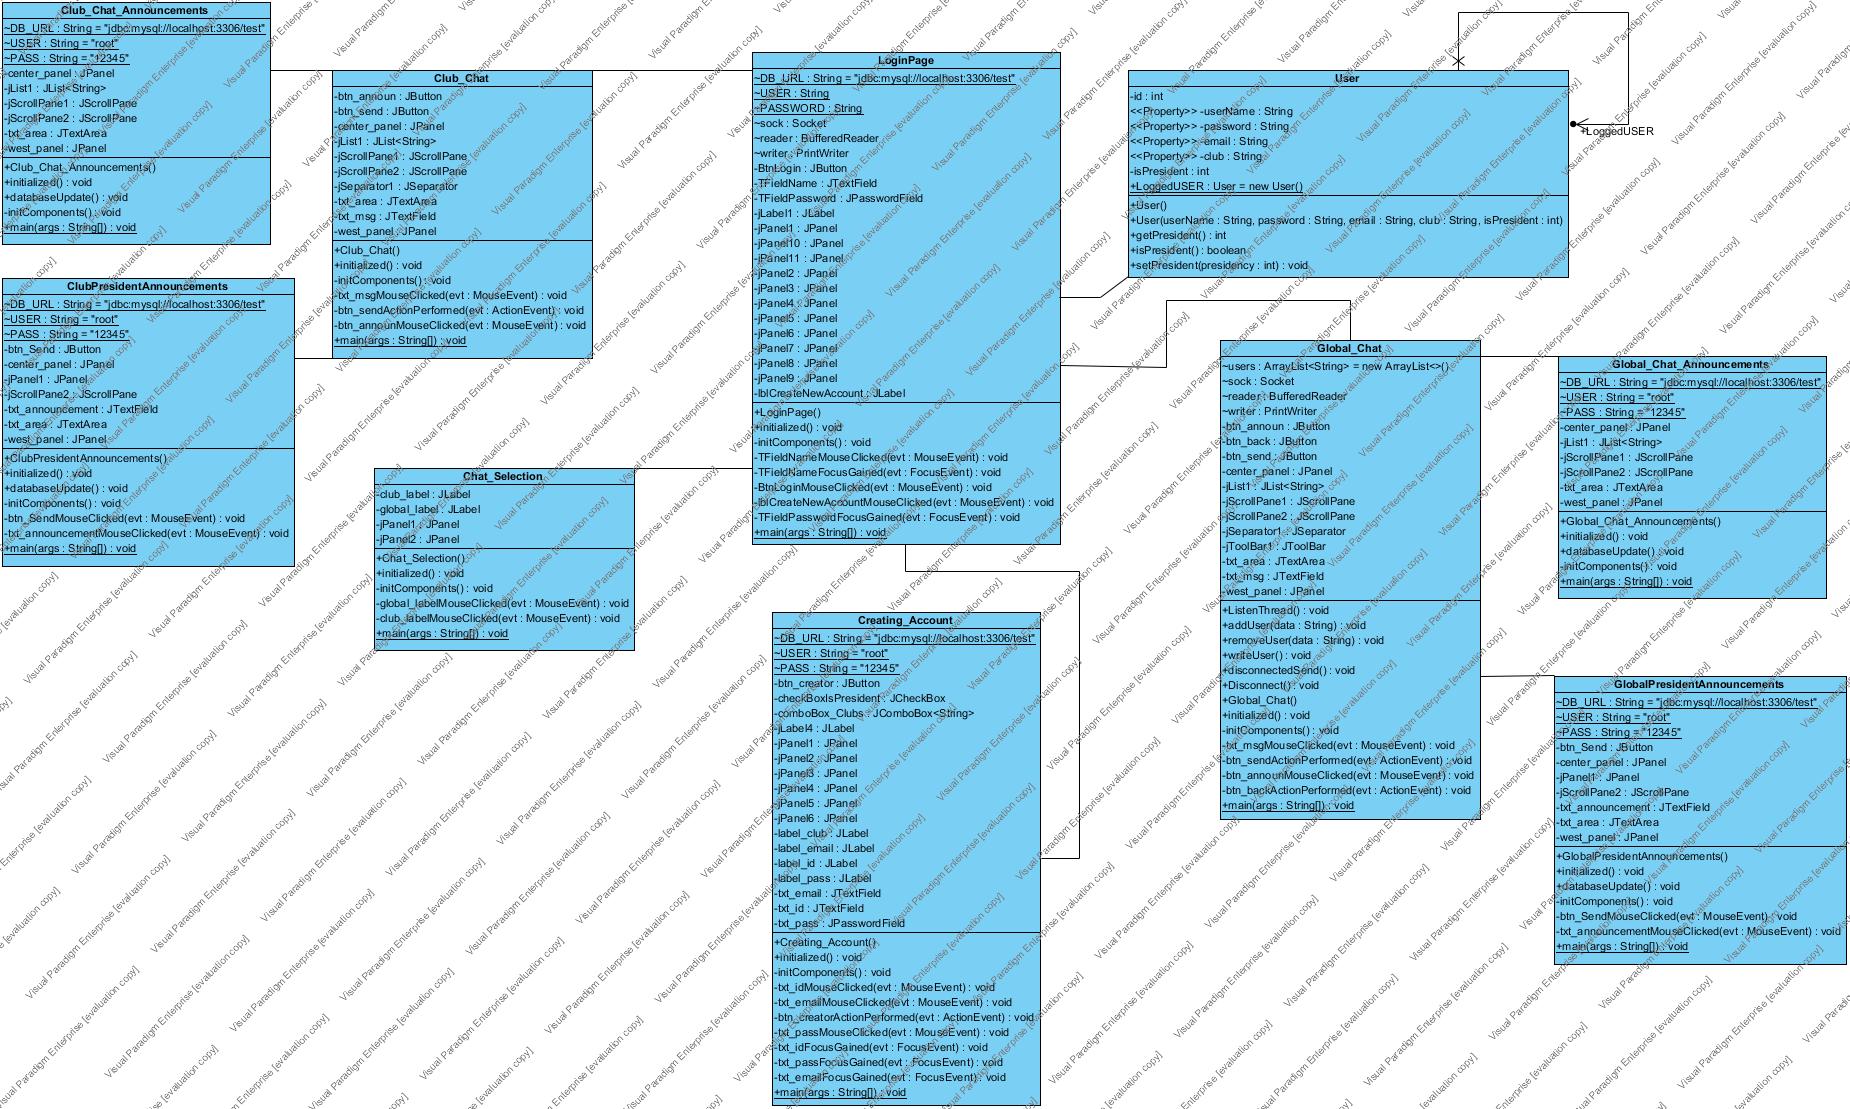 Club_Chat_Announcements
~DB_URL : String = "jdbc:mysql://localhost:3306/test"
~USER : String = "root"
~PASS : String = "12345"
-center_panel : JPanel
-jList1 : JList<String>
-jScrollPane1 : JScrollPane
-jScrollPane2 : JScrollPane
-txt_area : JTextArea
-west_panel : JPanel
+Club_Chat_Announcements()
+initialized() : void
+databaseUpdate() : void
-initComponents() : void
+main(args : String[]) : void
Club_Chat
-btn_announ : JButton
-btn_send : JButton
-center_panel : JPanel
-jList1 : JList<String>
-jScrollPane1 : JScrollPane
-jScrollPane2 : JScrollPane
-jSeparator1 : JSeparator
-txt_area : JTextArea
-txt_msg : JTextField
-west_panel : JPanel
+Club_Chat()
+initialized() : void
-initComponents() : void
-txt_msgMouseClicked(evt : MouseEvent) : void
-btn_sendActionPerformed(evt : ActionEvent) : void
-btn_announMouseClicked(evt : MouseEvent) : void
+main(args : String[]) : void
LoginPage
~DB_URL : String = "jdbc:mysql://localhost:3306/test"
~USER : String
~PASSWORD : String
~sock : Socket
~reader : BufferedReader
~writer : PrintWriter
-BtnLogin : JButton
-TFieldName : JTextField
-TFieldPassword : JPasswordField
-jLabel1 : JLabel
-jPanel1 : JPanel
-jPanel10 : JPanel
-jPanel11 : JPanel
-jPanel2 : JPanel
-jPanel3 : JPanel
-jPanel4 : JPanel
-jPanel5 : JPanel
-jPanel6 : JPanel
-jPanel7 : JPanel
-jPanel8 : JPanel
-jPanel9 : JPanel
-lblCreateNewAccount : JLabel
+LoginPage()
+initialized() : void
-initComponents() : void
-TFieldNameMouseClicked(evt : MouseEvent) : void
-TFieldNameFocusGained(evt : FocusEvent) : void
-BtnLoginMouseClicked(evt : MouseEvent) : void
-lblCreateNewAccountMouseClicked(evt : MouseEvent) : void
-TFieldPasswordFocusGained(evt : FocusEvent) : void
+main(args : String[]) : void
User
-id : int
<<Property>> -userName : String
<<Property>> -password : String
<<Property>> -email : String
<<Property>> -club : String
-isPresident : int
+LoggedUSER : User = new User()
+User()
+User(userName : String, password : String, email : String, club : String, isPresident : int)
+getPresident() : int
+isPresident() : boolean
+setPresident(presidency : int) : void
+LoggedUSER
ClubPresidentAnnouncements
~DB_URL : String = "jdbc:mysql://localhost:3306/test"
~USER : String = "root"
~PASS : String = "12345"
-btn_Send : JButton
-center_panel : JPanel
-jPanel1 : JPanel
-jScrollPane2 : JScrollPane
-txt_announcement : JTextField
-txt_area : JTextArea
-west_panel : JPanel
+ClubPresidentAnnouncements()
+initialized() : void
+databaseUpdate() : void
-initComponents() : void
-btn_SendMouseClicked(evt : MouseEvent) : void
-txt_announcementMouseClicked(evt : MouseEvent) : void
+main(args : String[]) : void
Chat_Selection
-club_label : JLabel
-global_label : JLabel
-jPanel1 : JPanel
-jPanel2 : JPanel
+Chat_Selection()
+initialized() : void
-initComponents() : void
-global_labelMouseClicked(evt : MouseEvent) : void
-club_labelMouseClicked(evt : MouseEvent) : void
+main(args : String[]) : void
Global_Chat
~users : ArrayList<String> = new ArrayList<>()
~sock : Socket
~reader : BufferedReader
~writer : PrintWriter
-btn_announ : JButton
-btn_back : JButton
-btn_send : JButton
-center_panel : JPanel
-jList1 : JList<String>
-jScrollPane1 : JScrollPane
-jScrollPane2 : JScrollPane
-jSeparator1 : JSeparator
-jToolBar1 : JToolBar
-txt_area : JTextArea
-txt_msg : JTextField
-west_panel : JPanel
+ListenThread() : void
+addUser(data : String) : void
+removeUser(data : String) : void
+writeUser() : void
+disconnectedSend() : void
+Disconnect() : void
+Global_Chat()
+initialized() : void
-initComponents() : void
-txt_msgMouseClicked(evt : MouseEvent) : void
-btn_sendActionPerformed(evt : ActionEvent) : void
-btn_announMouseClicked(evt : MouseEvent) : void
-btn_backActionPerformed(evt : ActionEvent) : void
+main(args : String[]) : void
Global_Chat_Announcements
~DB_URL : String = "jdbc:mysql://localhost:3306/test"
~USER : String = "root"
~PASS : String = "12345"
-center_panel : JPanel
-jList1 : JList<String>
-jScrollPane1 : JScrollPane
-jScrollPane2 : JScrollPane
-txt_area : JTextArea
-west_panel : JPanel
+Global_Chat_Announcements()
+initialized() : void
+databaseUpdate() : void
-initComponents() : void
+main(args : String[]) : void
Creating_Account
~DB_URL : String = "jdbc:mysql://localhost:3306/test"
~USER : String = "root"
~PASS : String = "12345"
-btn_creator : JButton
-checkBoxIsPresident : JCheckBox
-comboBox_Clubs : JComboBox<String>
-jLabel4 : JLabel
-jPanel1 : JPanel
-jPanel2 : JPanel
-jPanel3 : JPanel
-jPanel4 : JPanel
-jPanel5 : JPanel
-jPanel6 : JPanel
-label_club : JLabel
-label_email : JLabel
-label_id : JLabel
-label_pass : JLabel
-txt_email : JTextField
-txt_id : JTextField
-txt_pass : JPasswordField
+Creating_Account()
+initialized() : void
-initComponents() : void
-txt_idMouseClicked(evt : MouseEvent) : void
-txt_emailMouseClicked(evt : MouseEvent) : void
-btn_creatorActionPerformed(evt : ActionEvent) : void
-txt_passMouseClicked(evt : MouseEvent) : void
-txt_idFocusGained(evt : FocusEvent) : void
-txt_passFocusGained(evt : FocusEvent) : void
-txt_emailFocusGained(evt : FocusEvent) : void
+main(args : String[]) : void
GlobalPresidentAnnouncements
~DB_URL : String = "jdbc:mysql://localhost:3306/test"
~USER : String = "root"
~PASS : String = "12345"
-btn_Send : JButton
-center_panel : JPanel
-jPanel1 : JPanel
-jScrollPane2 : JScrollPane
-txt_announcement : JTextField
-txt_area : JTextArea
-west_panel : JPanel
+GlobalPresidentAnnouncements()
+initialized() : void
+databaseUpdate() : void
-initComponents() : void
-btn_SendMouseClicked(evt : MouseEvent) : void
-txt_announcementMouseClicked(evt : MouseEvent) : void
+main(args : String[]) : void
Visual Paradigm Enterprise [evaluation copy]